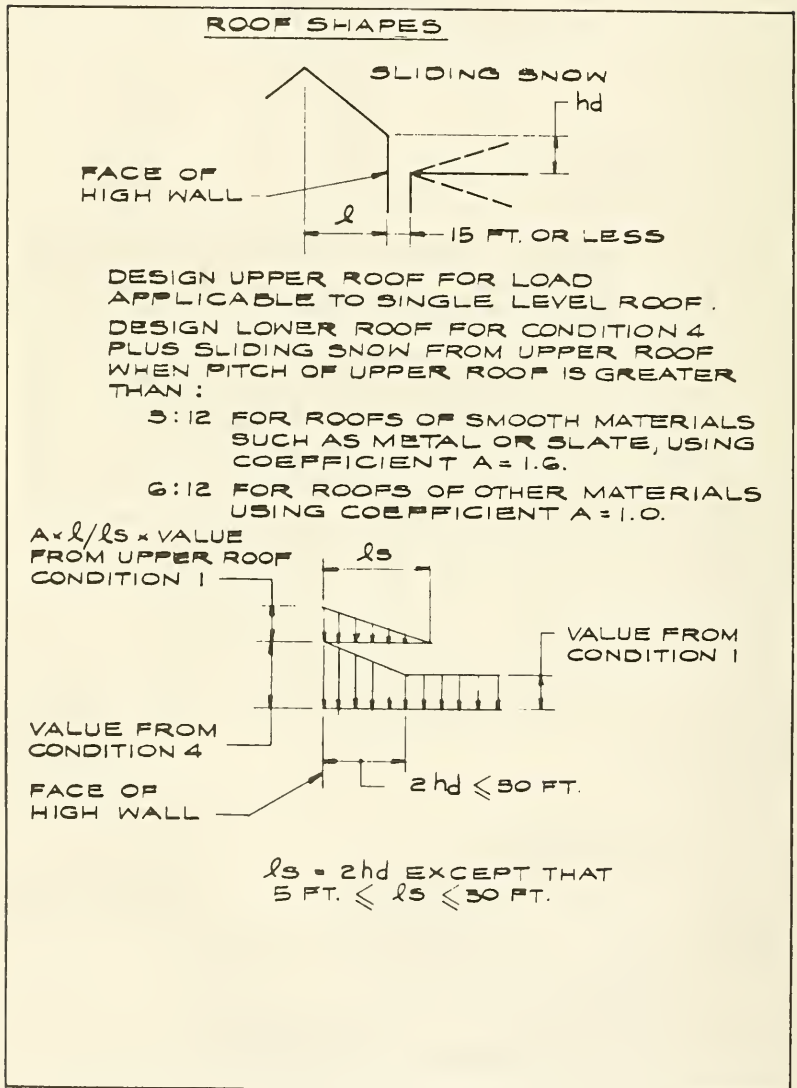 ROOF SHAPES
SLIDING SNOW
hd
FACE OF
HIGH WALL
l
15 FT. OR LESS
DESIGN UPPER ROOF FOR LOAD
APPLICABLE TO SINGLE LEVEL ROOF.
DESIGN LOWER ROOF FOR CONDITION 4
PLUS SLIDING SNOW FROM UPPER ROOF
WHEN PITCH OF UPPER ROOF IS GREATER
THAN :
3:12 FOR ROOFS OF SMOOTH MATERIALS
SUCH AS METAL OR SLATE, USING
COEFFICIENT A = 1.6.
6:12 FOR ROOFS OF OTHER MATERIALS
USING COEFFICIENT A = 1.0.
A × l/ls × VALUE
FROM UPPER ROOF
CONDITION 1
ls
VALUE FROM
CONDITION 1
VALUE FROM
CONDITION 4
2 hd ≤ 30 FT.
FACE OF
HIGH WALL
ls = 2hd EXCEPT THAT
5 FT. ≤ ls ≤ 30 FT.